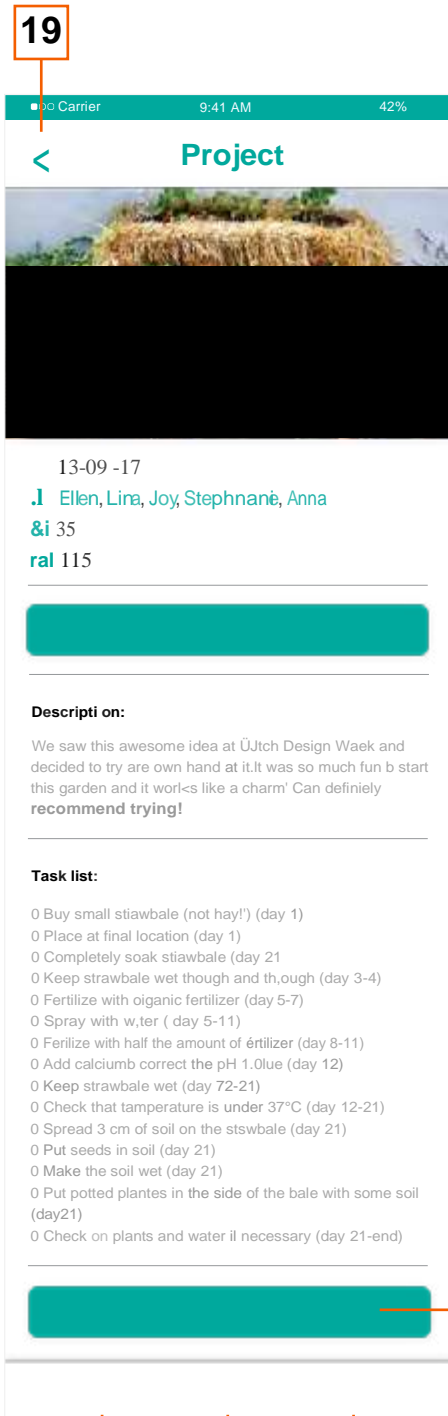 19
Carrier 9:41 AM 42%
< Project
13-09 -17
.l Ellen, Lina, Joy, Stephnanè, Anna
&i 35
ral 115
Descripti on:
We saw this awesome idea at ÜJtch Design Waek and
decided to try are own hand at it.It was so much fun b start
this garden and it worl<s like a charm' Can definiely
recommend trying!
Task list:
0 Buy small stiawbale (not hay!') (day 1)
0 Place at final location (day 1)
0 Completely soak stiawbale (day 21
0 Keep strawbale wet though and th,ough (day 3-4)
0 Fertilize with oiganic fertilizer (day 5-7)
0 Spray with w,ter ( day 5-11)
0 Ferilize with half the amount of értilizer (day 8-11)
0 Add calciumb correct the pH 1.0lue (day 12)
0 Keep strawbale wet (day 72-21)
0 Check that tamperature is under 37°C (day 12-21)
0 Spread 3 cm of soil on the stswbale (day 21)
0 Put seeds in soil (day 21)
0 Make the soil wet (day 21)
0 Put potted plantes in the side of the bale with some soil
(day21)
0 Check on plants and water il necessary (day 21-end)